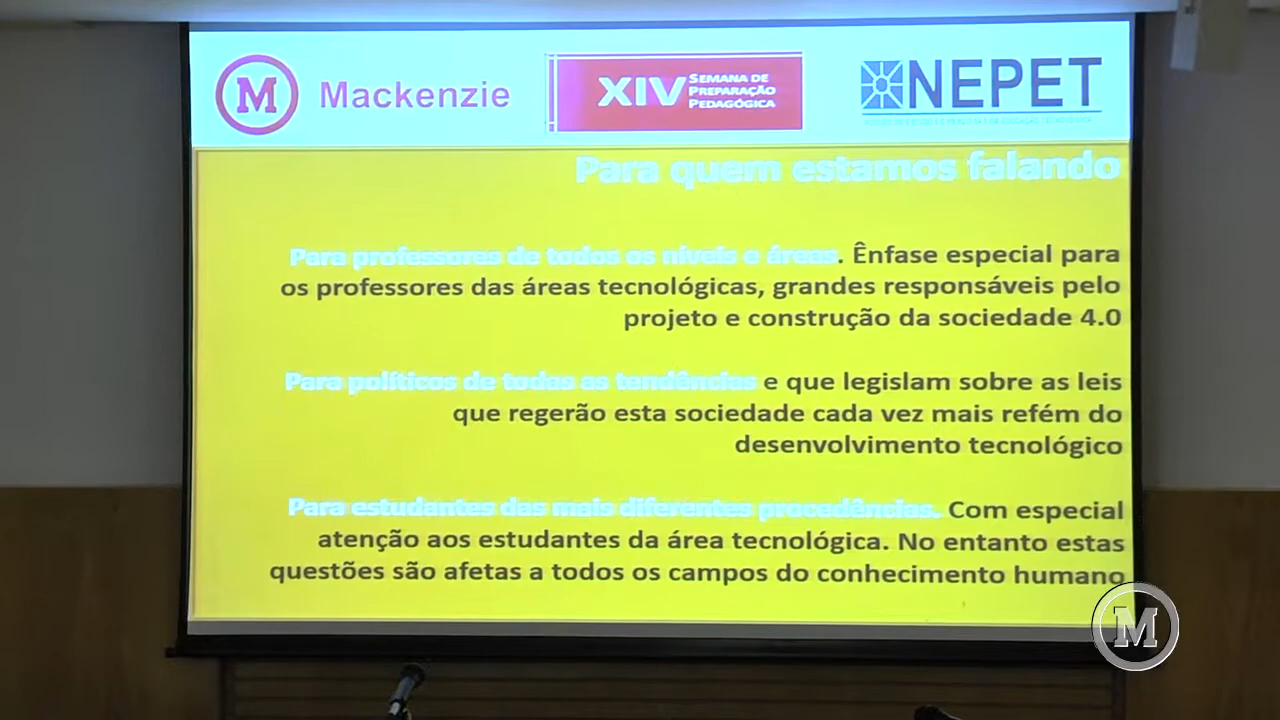 M Mackenzie
XIV SEMANA DE
PREPARAÇÃO
PEDAGÓGICA
NEPET
Para quem estamos falando
Para professores de todos os níveis e áreas. Ênfase especial para
os professores das áreas tecnológicas, grandes responsáveis pelo
projeto e construção da sociedade 4.0
Para políticos de todas as tendências e que legislam sobre as leis
que regerão esta sociedade cada vez mais refém do
desenvolvimento tecnológico
Para estudantes das mais diferentes procedências. Com especial
atenção aos estudantes da área tecnológica. No entanto estas
questões são afetas a todos os campos do conhecimento humano
M